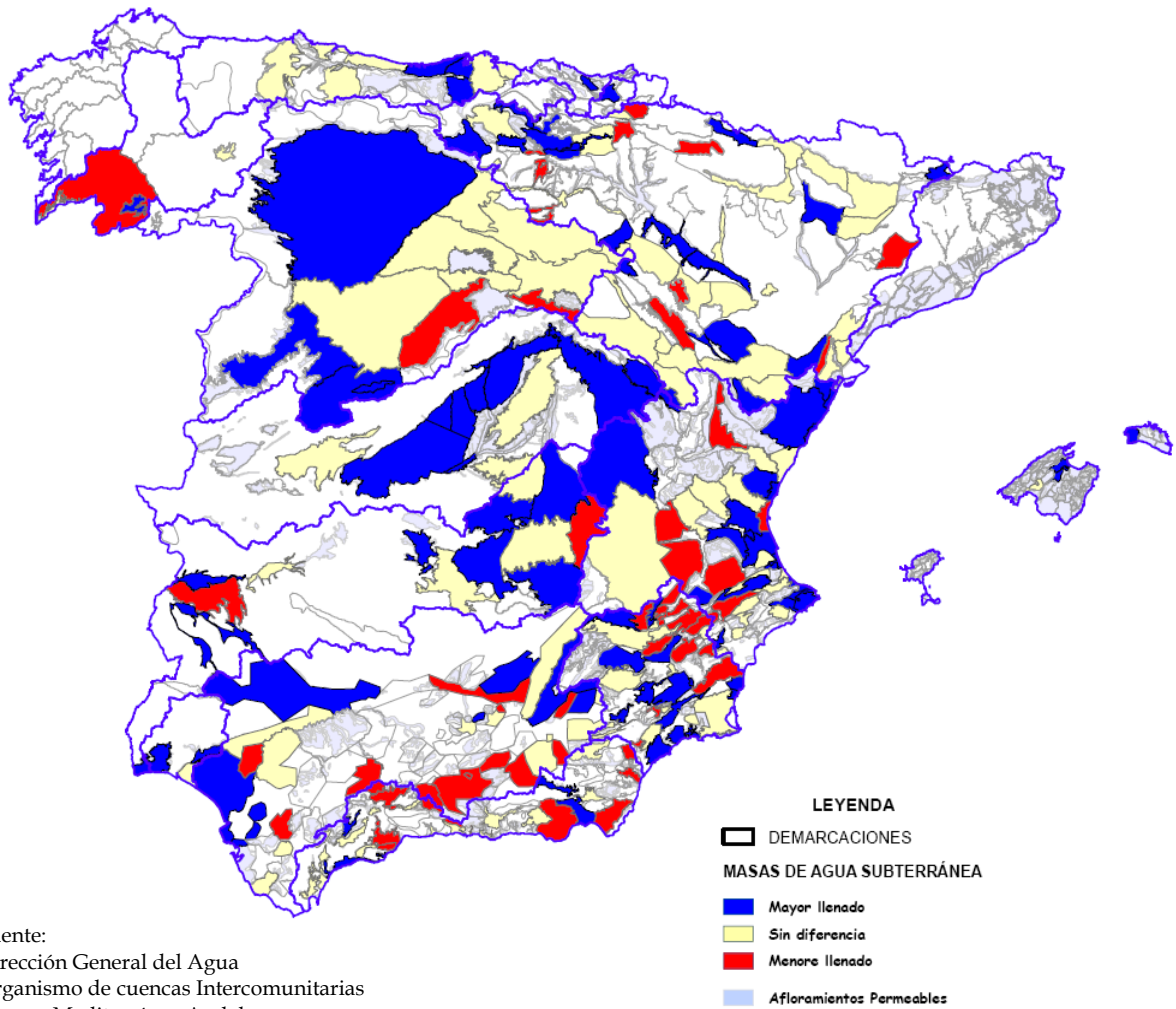 LEYENDA
DEMARCACIONES
MASAS DE AGUA SUBTERRÁNEA
Mayor llenado
Sin diferencia
Menore llenado
Afloramientos Permeables
ente:
rección General del Agua
rganismo de cuencas Intercomunitarias